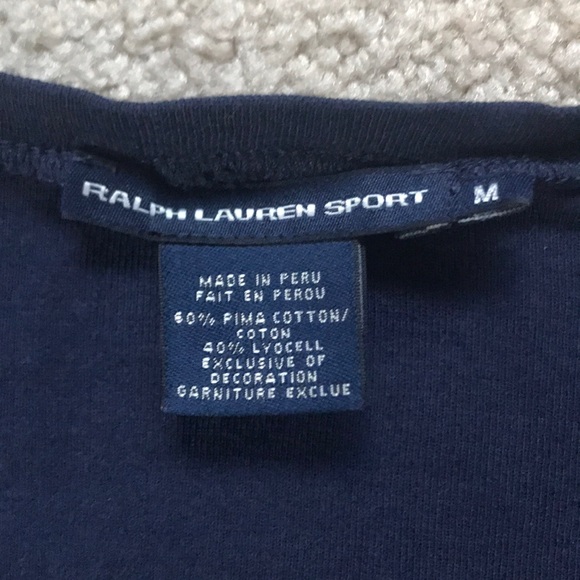 RALPH LAUREN SPORT M
MADE IN PERU
FAIT EN PEROU
60% PIMA COTTON/
COTON
40% LYOCELL
EXCLUSIVE OF
DECORATION
GARNITURE EXCLUE